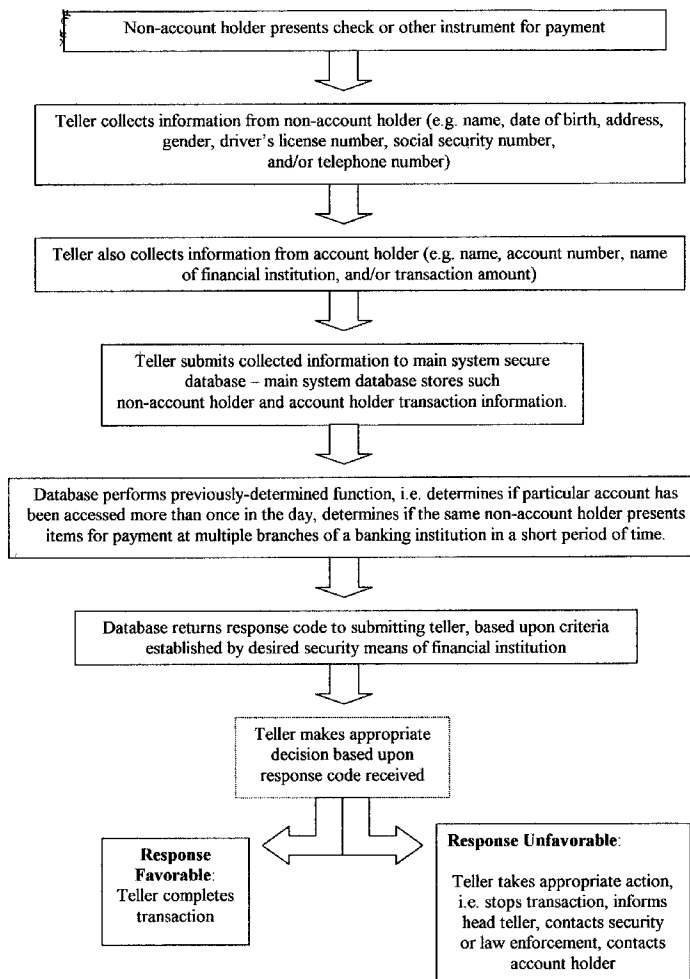 Non-account holder presents check or other instrument for payment
Teller collects information from non-account holder (e.g. name, date of birth, address,
gender, driver's license number, social security number,
and/or telephone number)
Teller also collects information from account holder (e.g. name, account number, name
of financial institution, and/or transaction amount)
Teller submits collected information to main system secure
database – main system database stores such
non-account holder and account holder transaction information.
Database performs previously-determined function, i.e. determines if particular account has
been accessed more than once in the day, determines if the same non-account holder presents
items for payment at multiple branches of a banking institution in a short period of time.
Database returns response code to submitting teller, based upon criteria
established by desired security means of financial institution
Teller makes appropriate
decision based upon
response code received
Response
Favorable:
Teller completes
transaction
Response Unfavorable:
Teller takes appropriate action,
i.e. stops transaction, informs
head teller, contacts security
or law enforcement, contacts
account holder